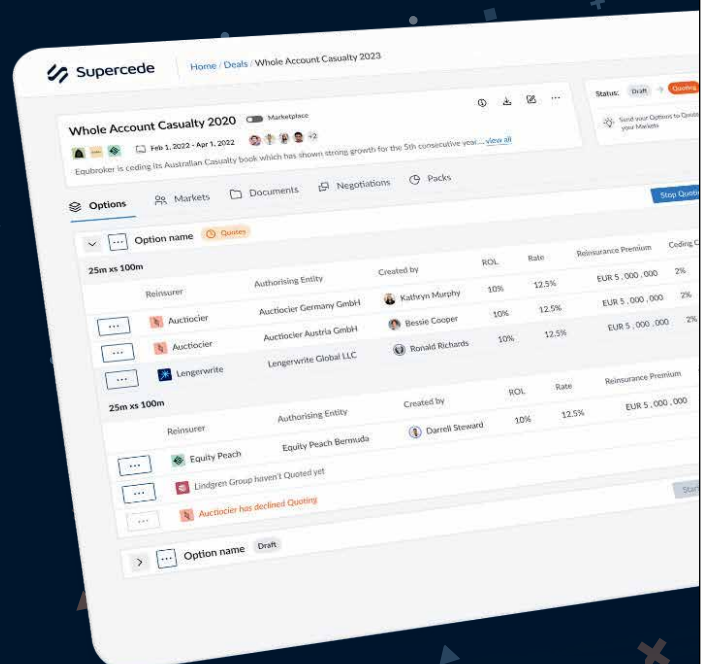 Supercede
Home / Deals / Whole Account Casualty 2023
Whole Account Casualty 2020 Marketplace
Feb 1, 2022 - Apr 1, 2022 +2
Equbroker is ceding its Australian Casualty book which has shown strong growth for the 5th consecutive year.... view all
Status: Draft → Quoting
Send your Options to
your Markets
Options Markets Documents Negotiations Packs
Stop
Option name Quotes
25m xs 100m
Reinsurer Authorising Entity Created by ROL Rate Reinsurance Premium Ceding
... Auctiocier Auctiocier Germany GmbH Kathryn Murphy 10% 12.5% EUR 5 , 000 , 000 2%
... Auctiocier Auctiocier Austria GmbH Bessie Cooper 10% 12.5% EUR 5 , 000 , 000 2%
... Lengerwrite Lengerwrite Global LLC Ronald Richards 10% 12.5% EUR 5 , 000 , 000 2%
25m xs 100m
Reinsurer Authorising Entity Created by ROL Rate Reinsurance Premium
... Equity Peach Equity Peach Bermuda Darrell Steward 10% 12.5% EUR 5 , 000 , 000
... Lindgren Group haven't Quoted yet
... Auctiocier has declined Quoting
... Option name Draft